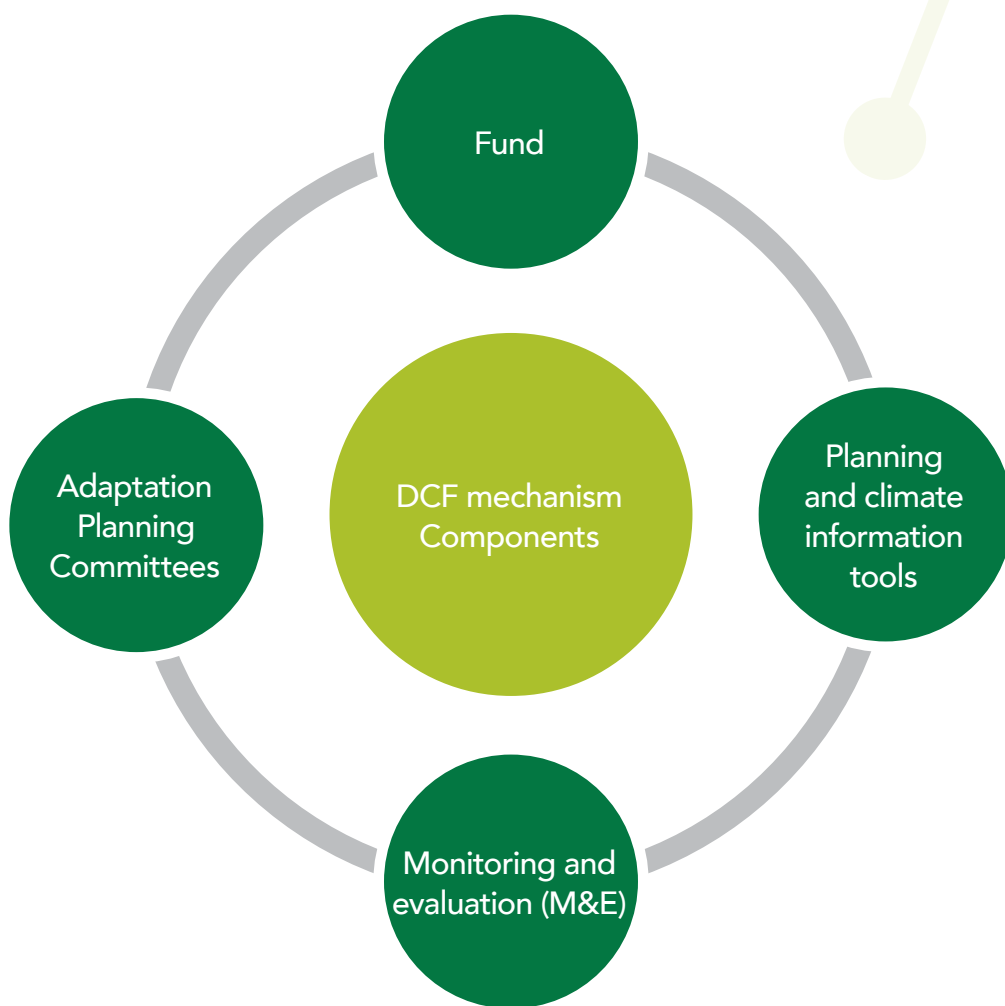 Fund
Adaptation
Planning
Committees
DCF mechanism
Components
Planning
and climate
information
tools
Monitoring and
evaluation (M&E)